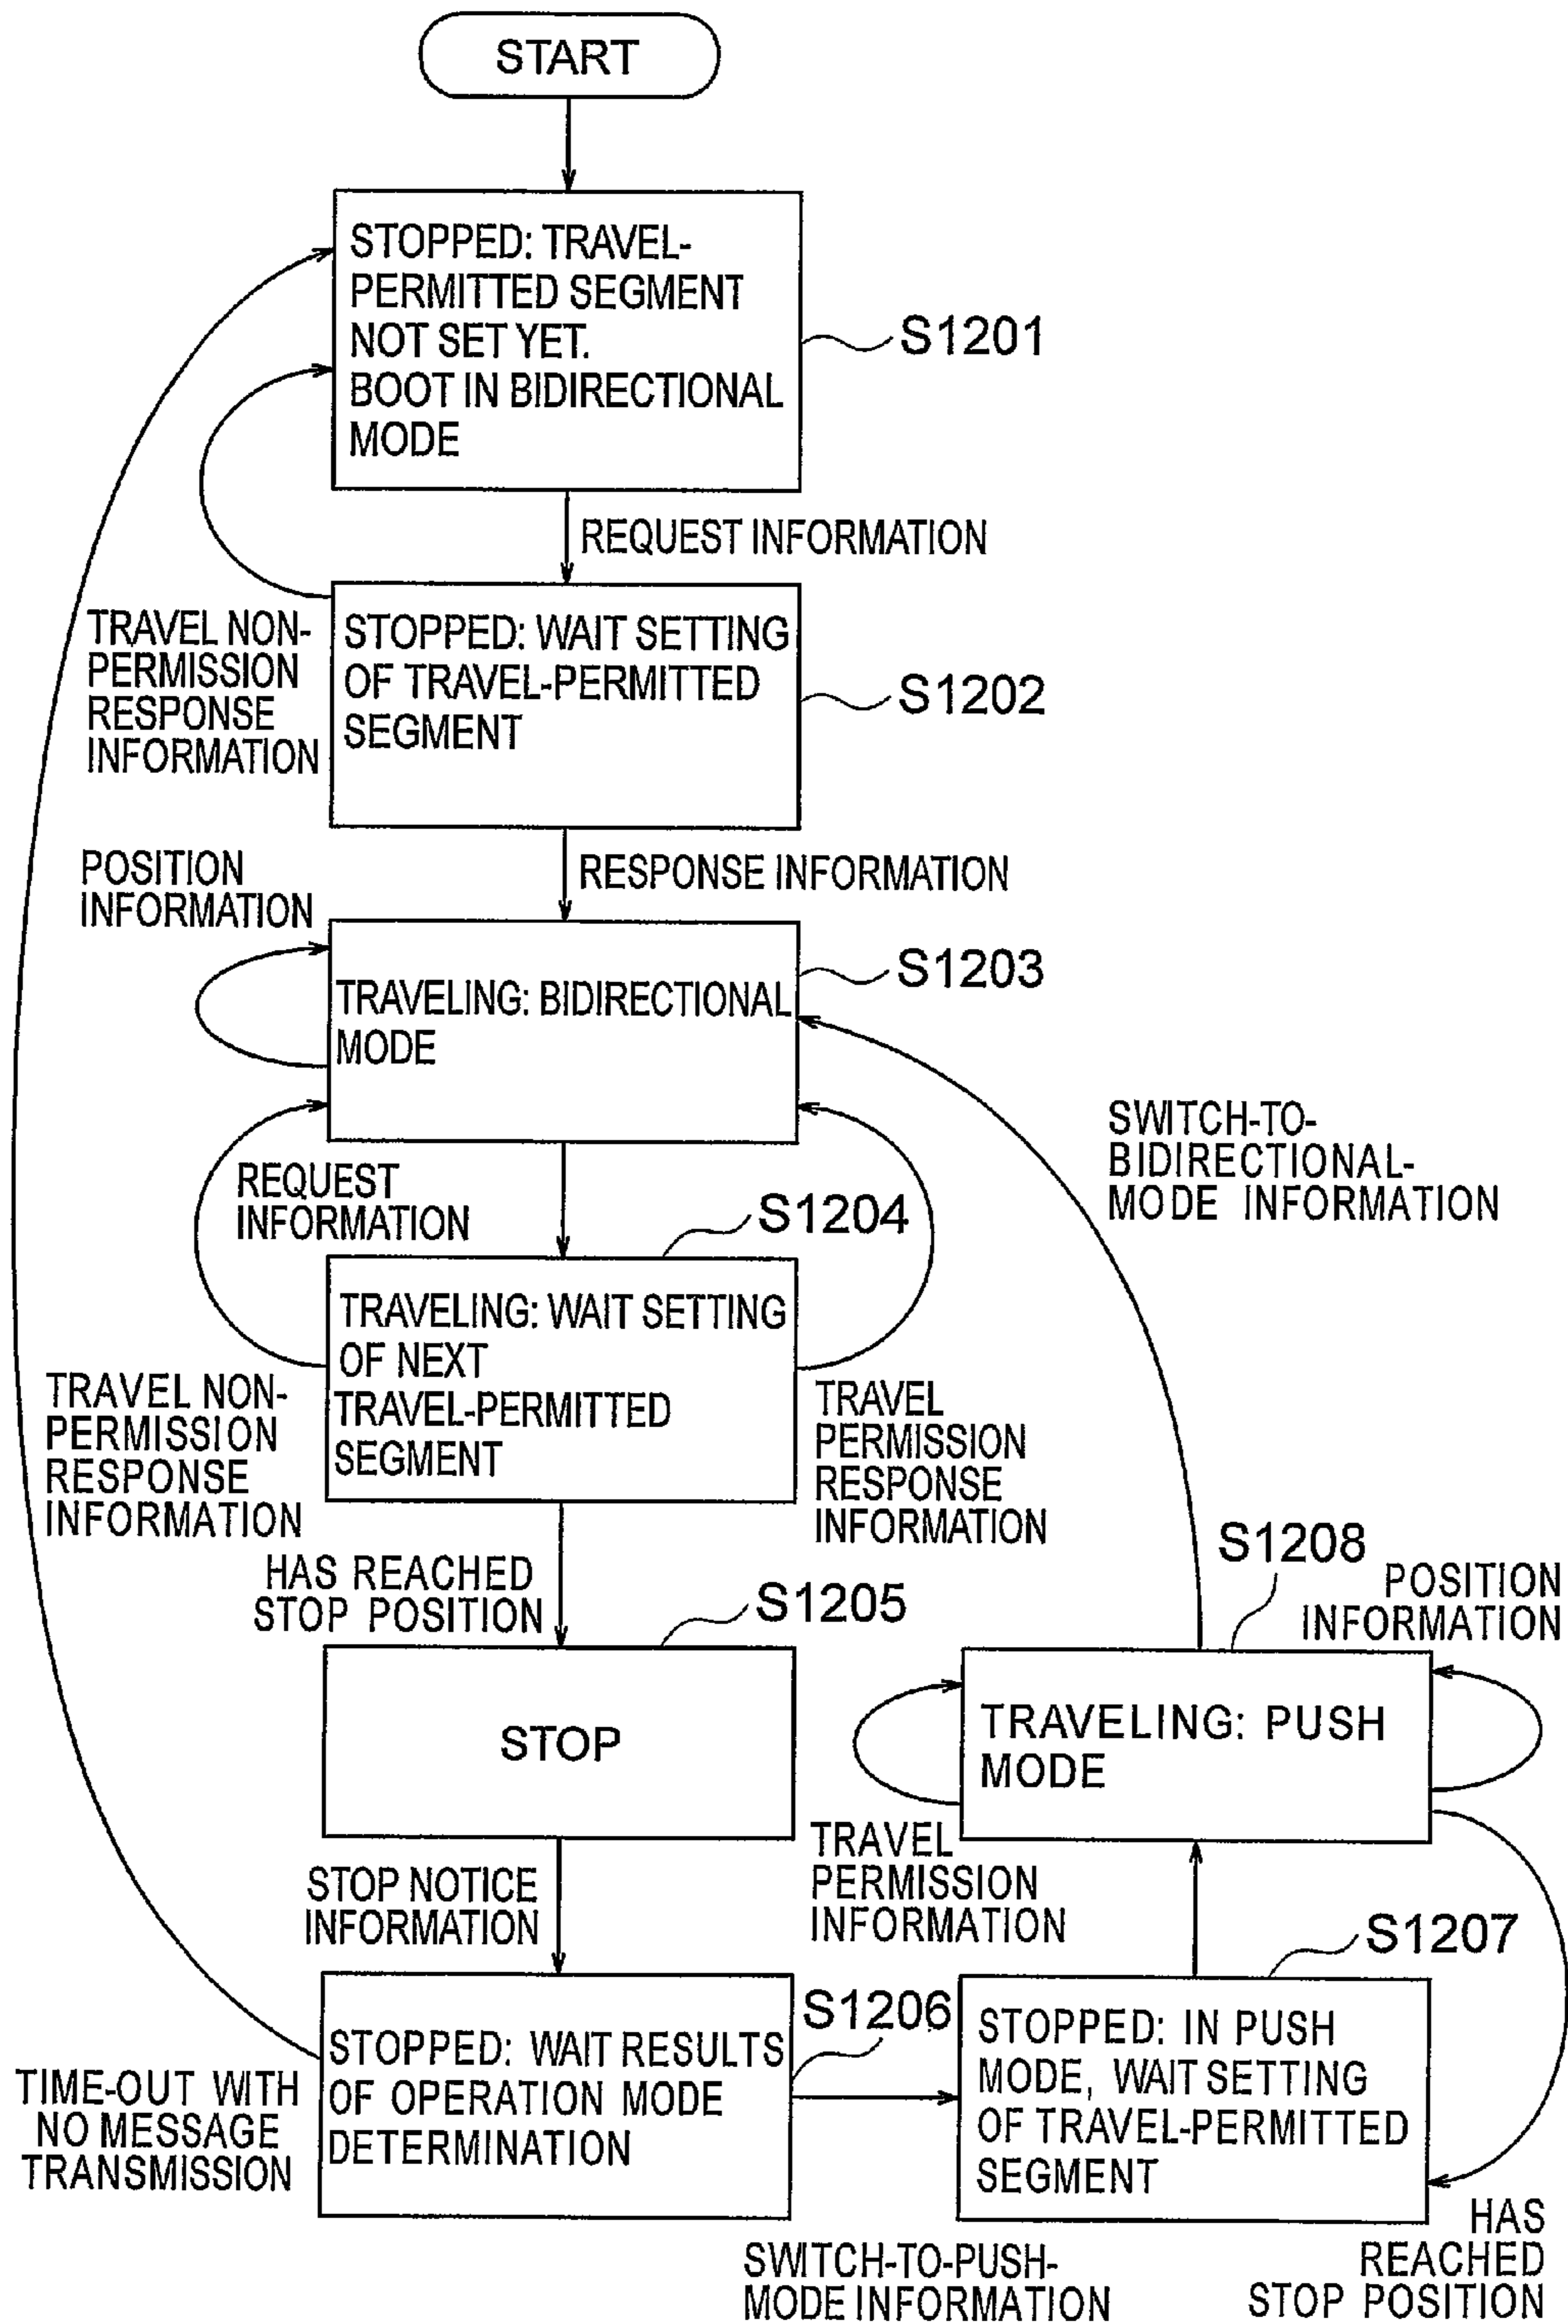 START
STOPPED: TRAVEL-
PERMITTED SEGMENT
NOT SET YET.
BOOT IN BIDIRECTIONAL
MODE
S1201
REQUEST INFORMATION
TRAVEL NON-
PERMISSION
RESPONSE
INFORMATION
STOPPED: WAIT SETTING
OF TRAVEL-PERMITTED
SEGMENT
S1202
POSITION
INFORMATION
RESPONSE INFORMATION
S1203
TRAVELING: BIDIRECTIONAL
MODE
SWITCH-TO-
BIDIRECTIONAL-
MODE INFORMATION
REQUEST
INFORMATION
S1204
TRAVELING: WAIT SETTING
OF NEXT
TRAVEL-PERMITTED
SEGMENT
TRAVEL NON-
PERMISSION
RESPONSE
INFORMATION
TRAVEL
PERMISSION
RESPONSE
INFORMATION
HAS REACHED
STOP POSITION
S1205
STOP
S1208
POSITION
INFORMATION
TRAVELING: PUSH
MODE
STOP NOTICE
INFORMATION
TRAVEL
PERMISSION
INFORMATION
S1207
S1206
STOPPED: WAIT RESULTS
OF OPERATION MODE
DETERMINATION
STOPPED: IN PUSH
MODE, WAIT SETTING
OF TRAVEL-PERMITTED
SEGMENT
TIME-OUT WITH
NO MESSAGE
TRANSMISSION
SWITCH-TO-PUSH-
MODE INFORMATION
HAS
REACHED
STOP POSITION